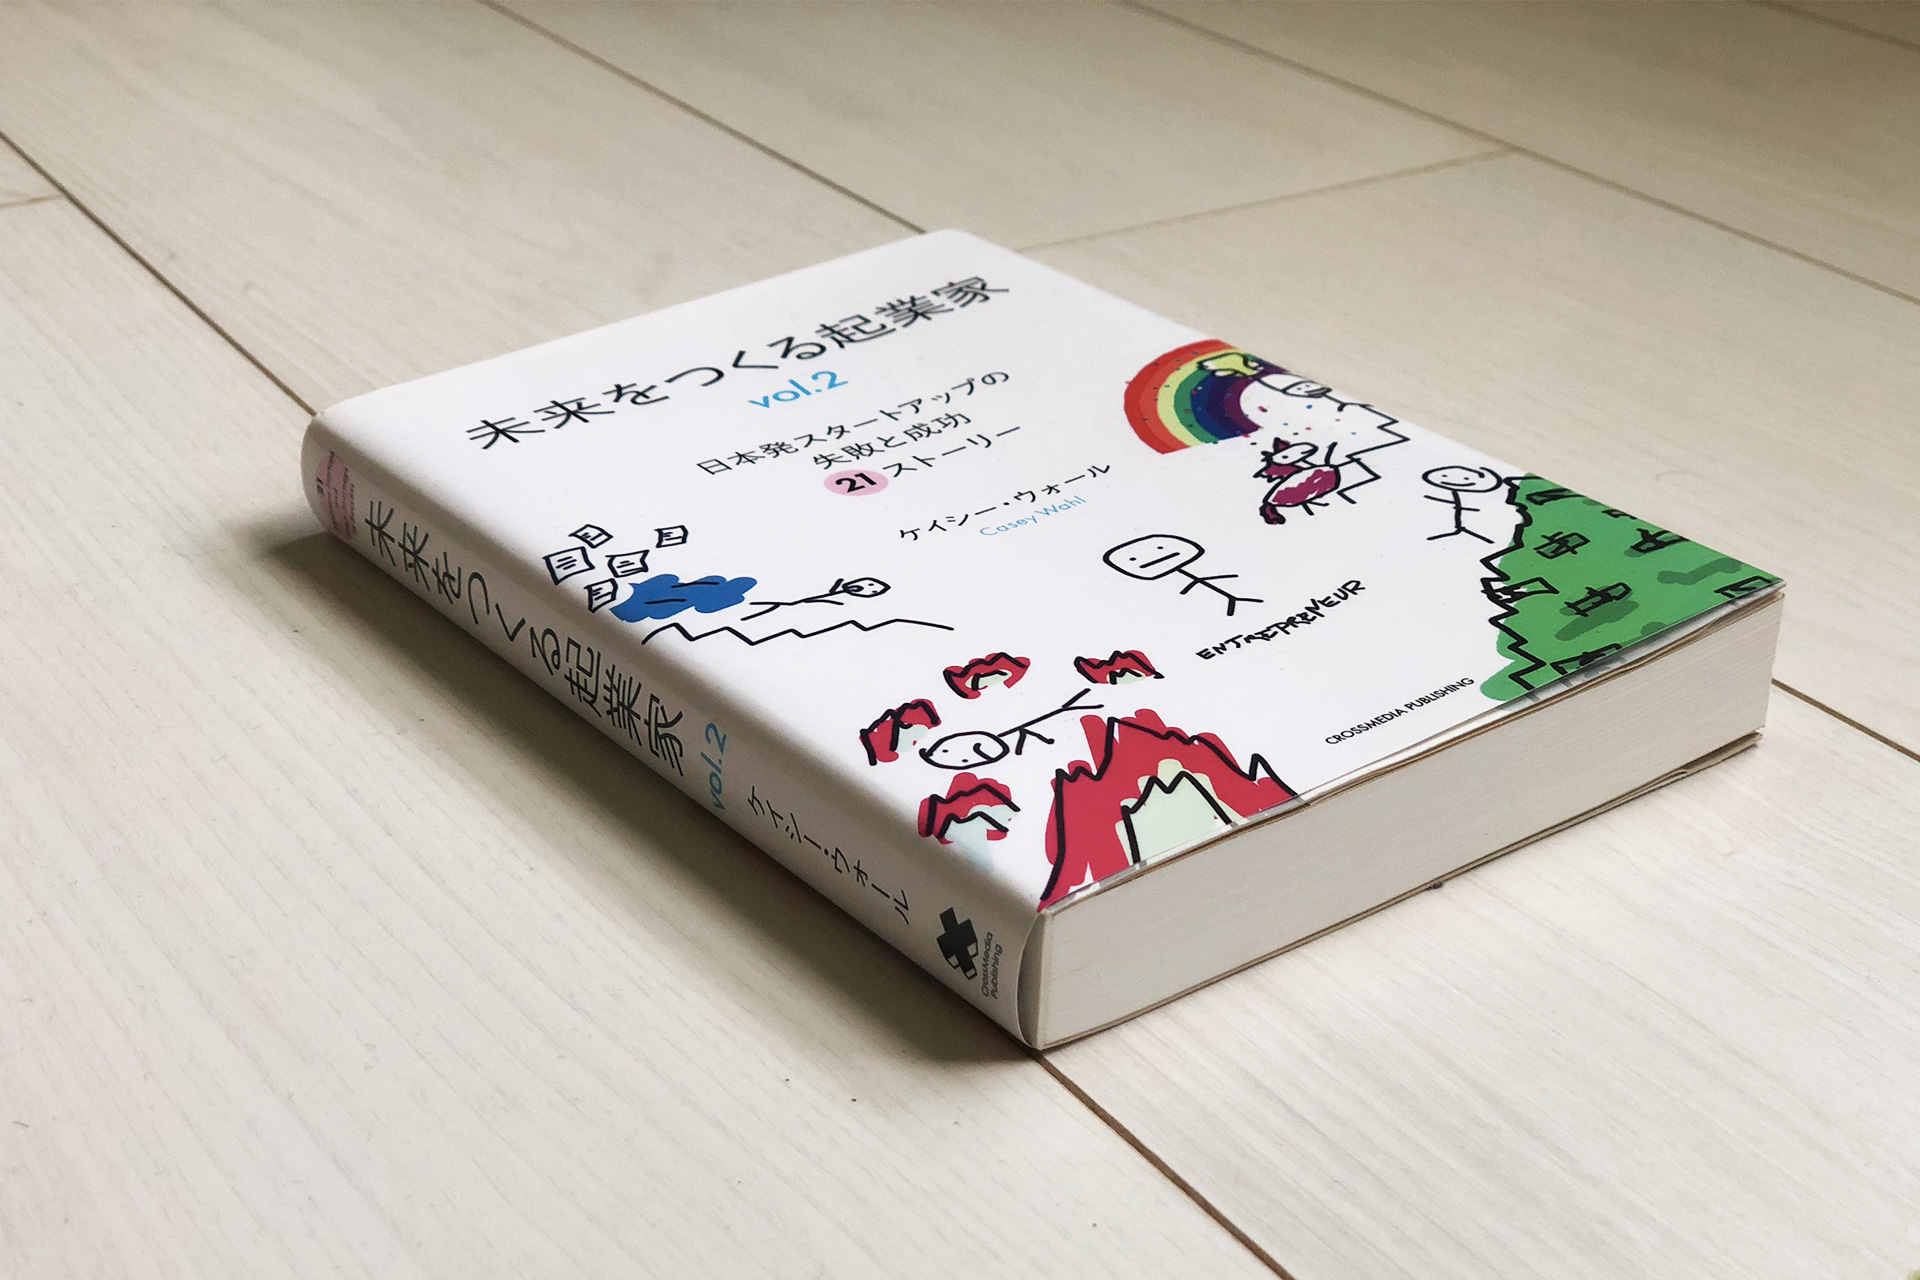 未来をつくる起業家
vol.2
日本発スタートアップの
失敗と成功
21 ストーリー
ケイシー・ウォール
Casey Wahl
ENTREPRENEUR
CROSSMEDIA PUBLISHING
未来をつくる起業家
vol.2
ケイシー・ウォール
CrossMedia
Publishing